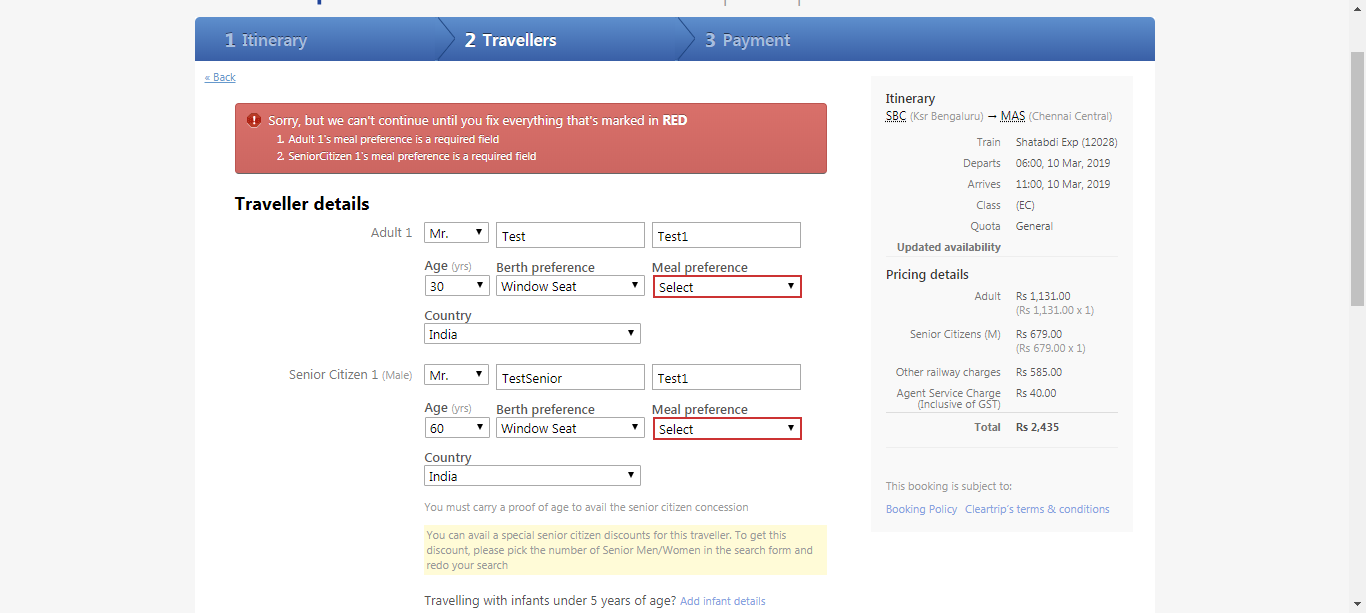 1 Itinerary
2 Travellers
3 Payment
« Back
Sorry, but we can't continue until you fix everything that's marked in RED
1. Adult 1's meal preference is a required field
2. SeniorCitizen 1's meal preference is a required field
Traveller details
Adult 1 Mr. Test Test1
Age (yrs) Berth preference Meal preference
30 Window Seat Select
Country
India
Senior Citizen 1 (Male) Mr. TestSenior Test1
Age (yrs) Berth preference Meal preference
60 Window Seat Select
Country
India
You must carry a proof of age to avail the senior citizen concession
You can avail a special senior citizen discounts for this traveller. To get this
discount, please pick the number of Senior Men/Women in the search form and
redo your search
Travelling with infants under 5 years of age? Add infant details
Itinerary
SBC (Ksr Bengaluru) → MAS (Chennai Central)
Train Shatabdi Exp (12028)
Departs 06:00, 10 Mar, 2019
Arrives 11:00, 10 Mar, 2019
Class (EC)
Quota General
Updated availability
Pricing details
Adult Rs 1,131.00
(Rs 1,131.00 x 1)
Senior Citizens (M) Rs 679.00
(Rs 679.00 x 1)
Other railway charges Rs 585.00
Agent Service Charge Rs 40.00
(Inclusive of GST)
Total Rs 2,435
This booking is subject to:
Booking Policy Cleartrip's terms & conditions